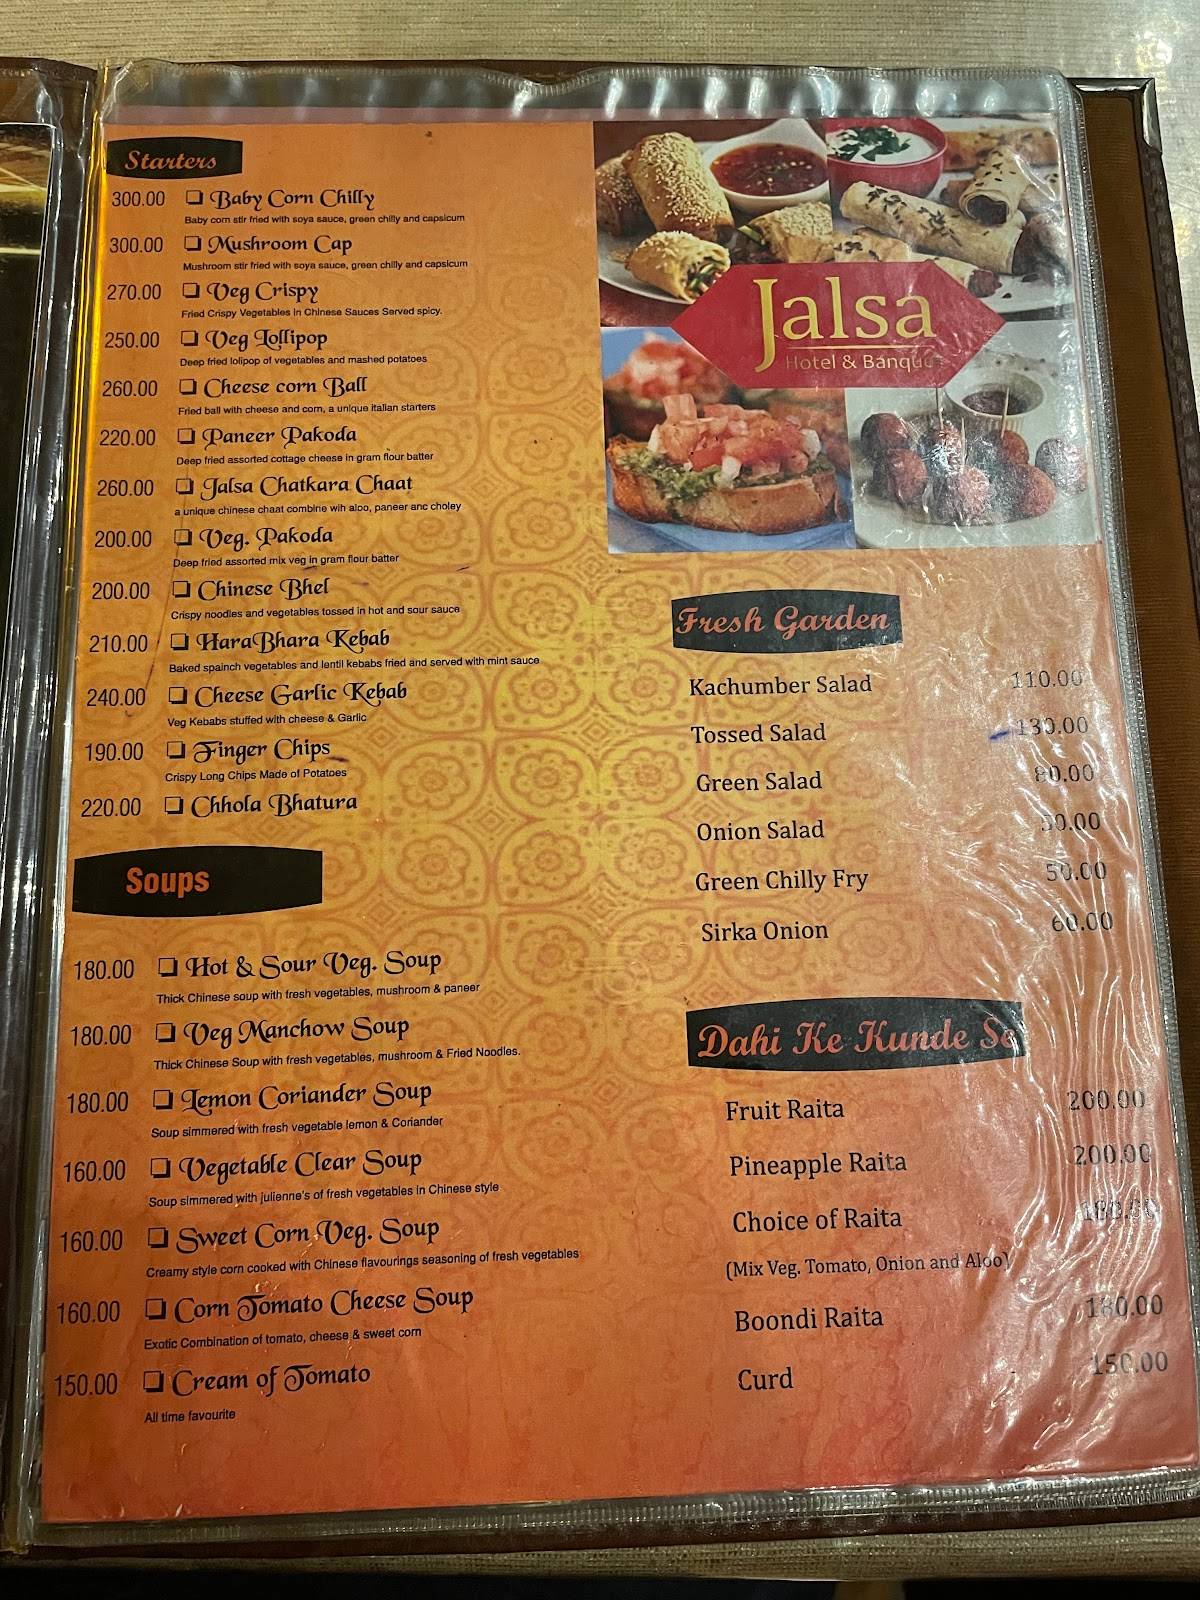 Starters
300.00 ❏ Baby Corn Chilly
Baby corn stir fried with soya sauce, green chilly and capsicum
300.00 ❏ Mushroom Cap
Mushroom stir fried with soya sauce, green chilly and capsicum
270.00 ❏ Veg Crispy
Fried Crispy Vegetables in Chinese Sauces Served spicy.
250.00 ❏ Veg Lollipop
Deep fried lolipop of vegetables and mashed potatoes
260.00 ❏ Cheese corn Ball
Fried ball with cheese and corn, a unique italian starters
220.00 ❏ Paneer Pakoda
Deep fried assorted cottage cheese in gram flour batter
260.00 ❏ Jalsa Chatkara Chaat
a unique chinese chaat combine wih aloo, paneer anc choley
200.00 ❏ Veg. Pakoda
Deep fried assorted mix veg in gram flour batter
200.00 ❏ Chinese Bhel
Crispy noodles and vegetables tossed in hot and sour sauce
210.00 ❏ HaraBhara Kebab
Baked spainch vegetables and lentil kebabs fried and served with mint sauce
240.00 ❏ Cheese Garlic Kebab
Veg Kebabs stuffed with cheese & Garlic
190.00 ❏ Finger Chips
Crispy Long Chips Made of Potatoes
220.00 ❏ Chhola Bhatura
Soups
180.00 ❏ Hot & Sour Veg. Soup
Thick Chinese soup with fresh vegetables, mushroom & paneer
180.00 ❏ Veg Manchow Soup
Thick Chinese Soup with fresh vegetables, mushroom & Fried Noodles.
180.00 ❏ Lemon Coriander Soup
Soup simmered with fresh vegetable lemon & Coriander
160.00 ❏ Vegetable Clear Soup
Soup simmered with julienne's of fresh vegetables in Chinese style
160.00 ❏ Sweet Corn Veg. Soup
Creamy style corn cooked with Chinese flavourings seasoning of fresh vegetables
160.00 ❏ Corn Tomato Cheese Soup
Exotic Combination of tomato, cheese & sweet corn
150.00 ❏ Cream of Tomato
All time favourite
Jalsa
Hotel & Banque
Fresh Garden
Kachumber Salad 110.00
Tossed Salad 130.00
Green Salad 80.00
Onion Salad
Green Chilly Fry 50.00
Sirka Onion 60.00
Dahi Ke Kunde Se
Fruit Raita 200.00
Pineapple Raita 200.00
Choice of Raita
(Mix Veg. Tomato, Onion and Aloo)
Boondi Raita 180.00
Curd 150.00